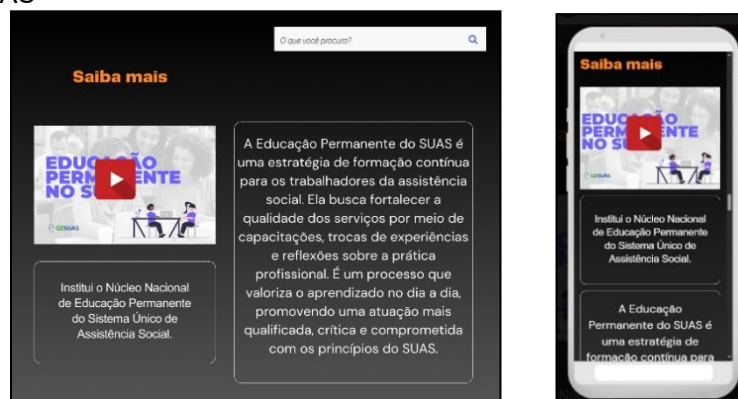 O que você procura?
Saiba mais
EDUCAÇÃO
PERMANENTE
NO SUAS
GESUAS
Institui o Núcleo Nacional
de Educação Permanente
do Sistema Único de
Assistência Social.
A Educação Permanente do SUAS é
uma estratégia de formação contínua
para os trabalhadores da assistência
social. Ela busca fortalecer a
qualidade dos serviços por meio de
capacitações, trocas de experiências
e reflexões sobre a prática
profissional. É um processo que
valoriza o aprendizado no dia a dia,
promovendo uma atuação mais
qualificada, crítica e comprometida
com os princípios do SUAS.
Saiba mais
EDUCAÇÃO
PERMANENTE
NO SUAS
Institui o Núcleo Nacional
de Educação Permanente
do Sistema Único de
Assistência Social.
A Educação
Permanente do SUAS é
uma estratégia de
formação contínua para